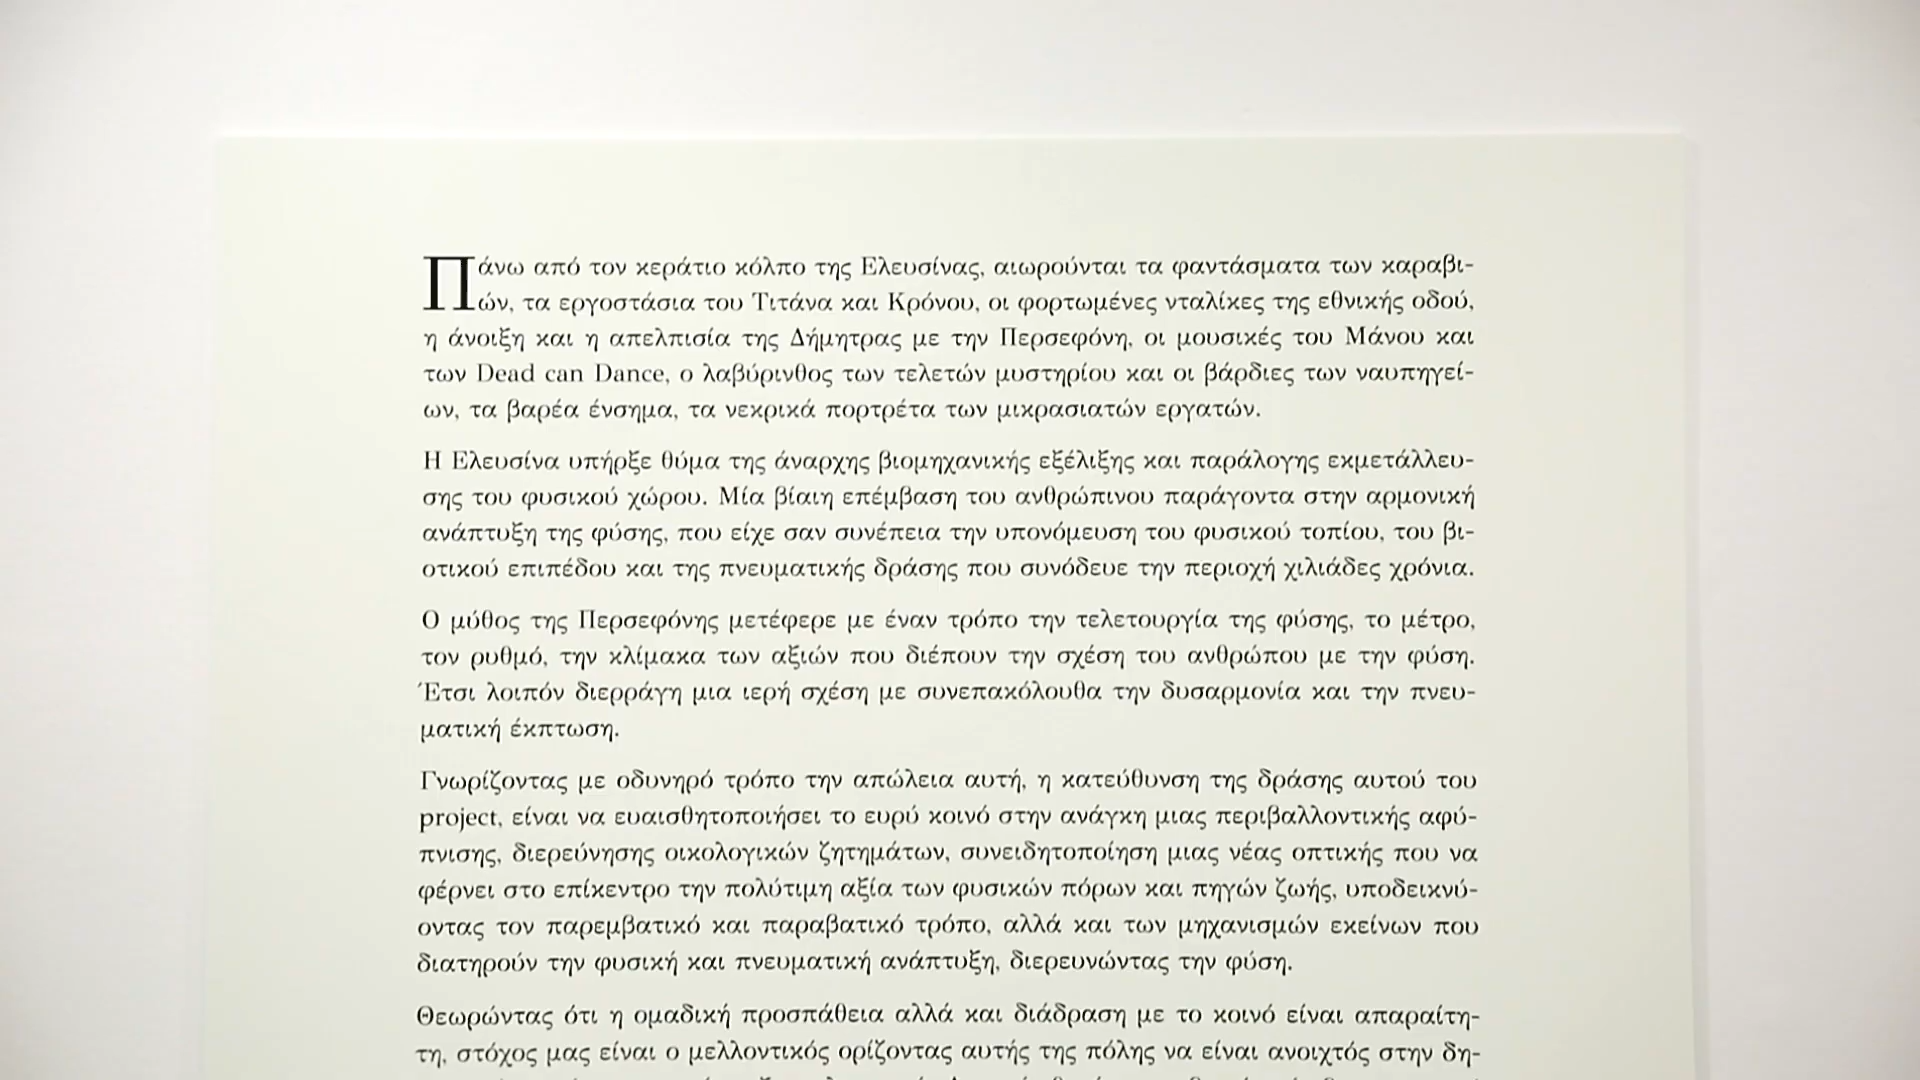 Πάνω από τον κεράτιο κόλπο της Ελευσίνας, αιωρούνται τα φαντάσματα των καραβι-
ών, τα εργοστάσια του Τιτάνα και Κρόνου, οι φορτωμένες νταλίκες της εθνικής οδού,
η άνοιξη και η απελπισία της Δήμητρας με την Περσεφόνη, οι μουσικές του Μάνου και
των Dead can Dance, ο λαβύρινθος των τελετών μυστηρίου και οι βάρδιες των ναυπηγεί-
ων, τα βαρέα ένσημα, τα νεκρικά πορτρέτα των μικρασιατών εργατών.
Η Ελευσίνα υπήρξε θύμα της άναρχης βιομηχανικής εξέλιξης και παράλογης εκμετάλλευ-
σης του φυσικού χώρου. Μία βίαιη επέμβαση του ανθρώπινου παράγοντα στην αρμονική
ανάπτυξη της φύσης, που είχε σαν συνέπεια την υπονόμευση του φυσικού τοπίου, του βι-
οτικού επιπέδου και της πνευματικής δράσης που συνόδευε την περιοχή χιλιάδες χρόνια.
Ο μύθος της Περσεφόνης μετέφερε με έναν τρόπο την τελετουργία της φύσης, το μέτρο,
τον ρυθμό, την κλίμακα των αξιών που διέπουν την σχέση του ανθρώπου με την φύση.
Έτσι λοιπόν διερράγη μια ιερή σχέση με συνεπακόλουθα την δυσαρμονία και την πνευ-
ματική έκπτωση.
Γνωρίζοντας με οδυνηρό τρόπο την απώλεια αυτή, η κατεύθυνση της δράσης αυτού του
project, είναι να ευαισθητοποιήσει το ευρύ κοινό στην ανάγκη μιας περιβαλλοντικής αφύ-
πνισης, διερεύνησης οικολογικών ζητημάτων, συνειδητοποίηση μιας νέας οπτικής που να
φέρνει στο επίκεντρο την πολύτιμη αξία των φυσικών πόρων και πηγών ζωής, υποδεικνύ-
οντας τον παρεμβατικό και παραβατικό τρόπο, αλλά και των μηχανισμών εκείνων που
διατηρούν την φυσική και πνευματική ανάπτυξη, διερευνώντας την φύση.
Θεωρώντας ότι η ομαδική προσπάθεια αλλά και διάδραση με το κοινό είναι απαραίτη-
τη, στόχος μας είναι ο μελλοντικός ορίζοντας αυτής της πόλης να είναι ανοιχτός στην δη-